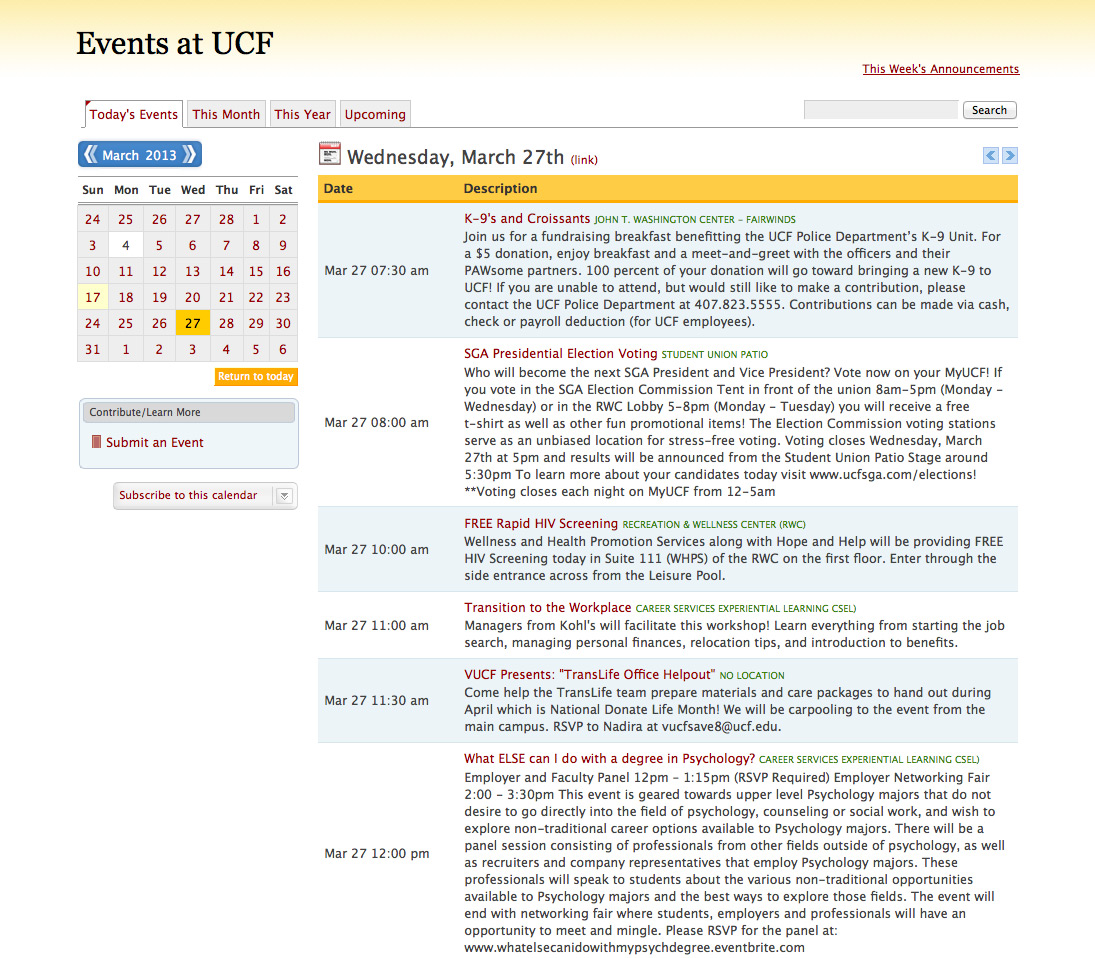 Events at UCF
This Week's Announcements
Today's Events This Month This Year Upcoming
Search
March 2013
Sun Mon Tue Wed Thu Fri Sat
24 25 26 27 28 1 2
3 4 5 6 7 8 9
10 11 12 13 14 15 16
17 18 19 20 21 22 23
24 25 26 27 28 29 30
31 1 2 3 4 5 6
Return to today
Contribute/Learn More
Submit an Event
Subscribe to this calendar
Wednesday, March 27th (link)
Date Description
Mar 27 07:30 am
K-9's and Croissants JOHN T. WASHINGTON CENTER - FAIRWINDS
Join us for a fundraising breakfast benefitting the UCF Police Department's K-9 Unit. For
a $5 donation, enjoy breakfast and a meet-and-greet with the officers and their
PAWsome partners. 100 percent of your donation will go toward bringing a new K-9 to
UCF! If you are unable to attend, but would still like to make a contribution, please
contact the UCF Police Department at 407.823.5555. Contributions can be made via cash,
check or payroll deduction (for UCF employees).
Mar 27 08:00 am
SGA Presidential Election Voting STUDENT UNION PATIO
Who will become the next SGA President and Vice President? Vote now on your MyUCF! If
you vote in the SGA Election Commission Tent in front of the union 8am-5pm (Monday -
Wednesday) or in the RWC Lobby 5-8pm (Monday - Tuesday) you will receive a free
t-shirt as well as other fun promotional items! The Election Commission voting stations
serve as an unbiased location for stress-free voting. Voting closes Wednesday, March
27th at 5pm and results will be announced from the Student Union Patio Stage around
5:30pm To learn more about your candidates today visit www.ucfsga.com/elections!
**Voting closes each night on MyUCF from 12-5am
Mar 27 10:00 am
FREE Rapid HIV Screening RECREATION & WELLNESS CENTER (RWC)
Wellness and Health Promotion Services along with Hope and Help will be providing FREE
HIV Screening today in Suite 111 (WHPS) of the RWC on the first floor. Enter through the
side entrance across from the Leisure Pool.
Mar 27 11:00 am
Transition to the Workplace CAREER SERVICES EXPERIENTIAL LEARNING CSEL)
Managers from Kohl's will facilitate this workshop! Learn everything from starting the job
search, managing personal finances, relocation tips, and introduction to benefits.
Mar 27 11:30 am
VUCF Presents: "TransLife Office Helpout" NO LOCATION
Come help the TransLife team prepare materials and care packages to hand out during
April which is National Donate Life Month! We will be carpooling to the event from the
main campus. RSVP to Nadira at vucfsave8@ucf.edu.
Mar 27 12:00 pm
What ELSE can I do with a degree in Psychology? CAREER SERVICES EXPERIENTIAL LEARNING CSEL)
Employer and Faculty Panel 12pm - 1:15pm (RSVP Required) Employer Networking Fair
2:00 - 3:30pm This event is geared towards upper level Psychology majors that do not
desire to go directly into the field of psychology, counseling or social work, and wish to
explore non-traditional career options available to Psychology majors. There will be a
panel session consisting of professionals from other fields outside of psychology, as well
as recruiters and company representatives that employ Psychology majors. These
professionals will speak to students about the various non-traditional opportunities
available to Psychology majors and the best ways to explore those fields. The event will
end with networking fair where students, employers and professionals will have an
opportunity to meet and mingle. Please RSVP for the panel at:
www.whatelsecanidowithmypsychdegree.eventbrite.com